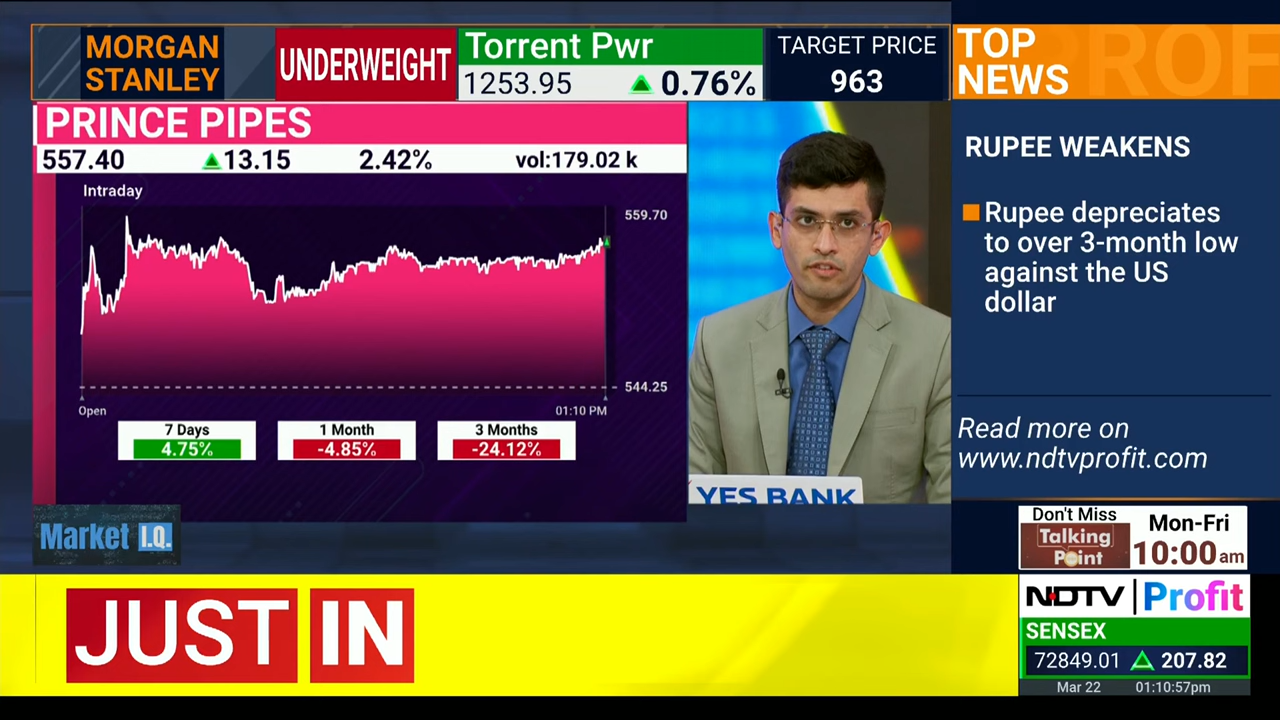 MORGAN
STANLEY
UNDERWEIGHT
Torrent Pwr
1253.95 0.76%
TARGET PRICE
963
TOP
NEWS
PRINCE PIPES
557.40 13.15 2.42% vol:179.02 k
Intraday
559.70
544.25
Open 01:10 PM
7 Days
4.75%
1 Month
-4.85%
3 Months
-24.12%
YES BANK
RUPEE WEAKENS
Rupee depreciates
to over 3-month low
against the US
dollar
Read more on
www.ndtvprofit.com
Market I.Q.
Don't Miss
Talking
Point
Mon-Fri
10:00am
JUST IN
NDTV Profit
SENSEX
72849.01 207.82
Mar 22 01:10:57pm